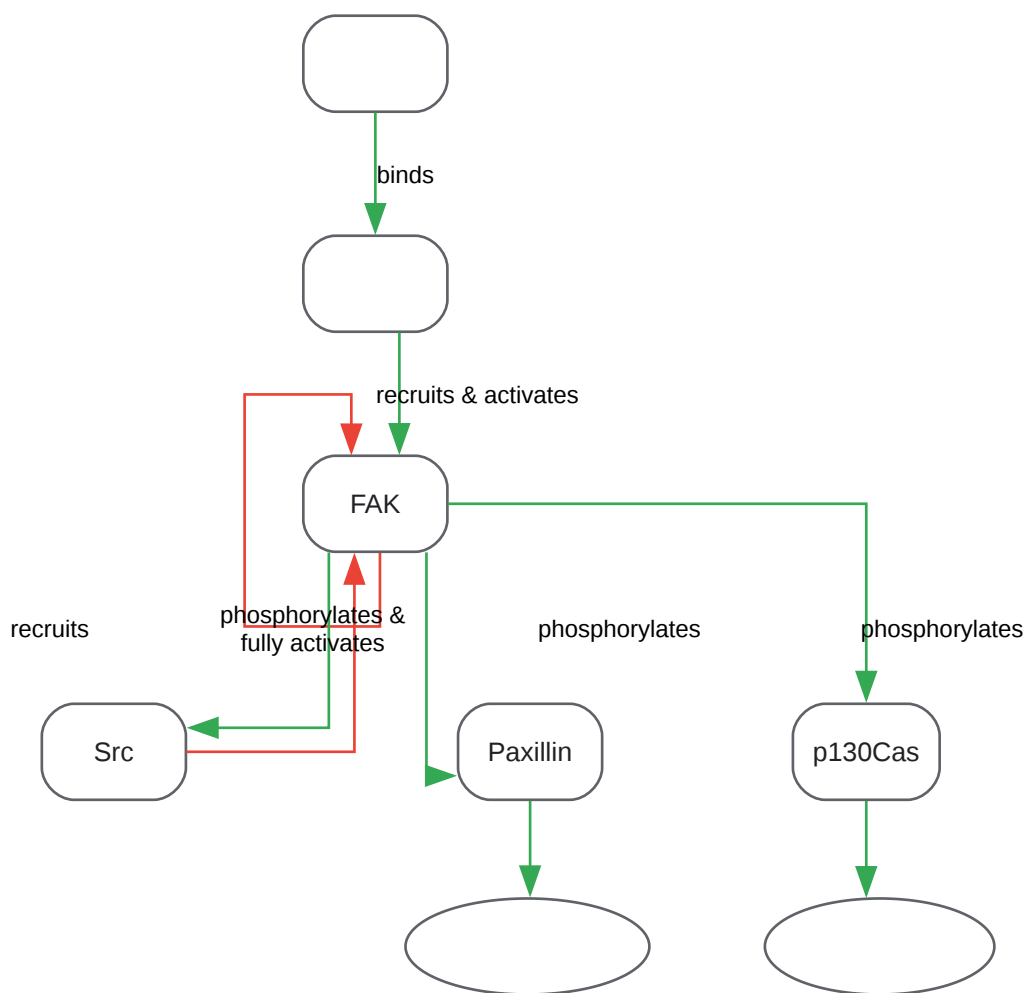 binds
recruits & activates
FAK
recruits
phosphorylates &
fully activates
phosphorylates
phosphorylates
Src
Paxillin
p130Cas